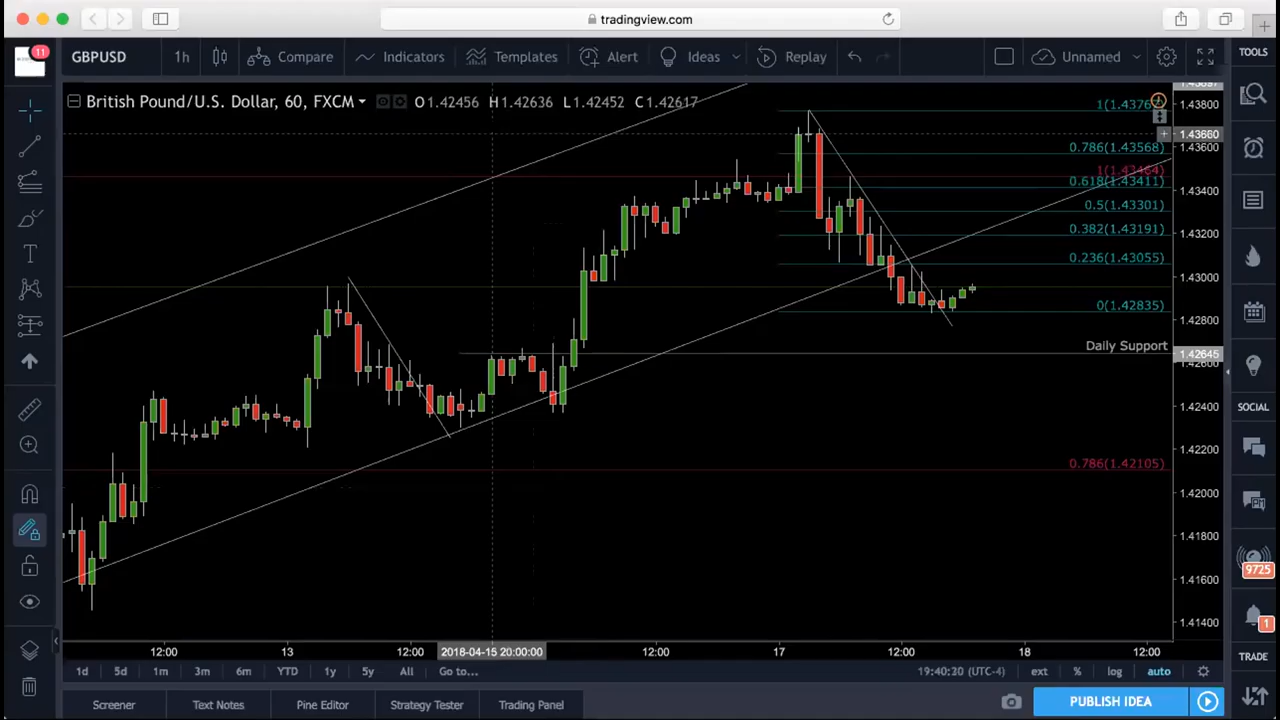 tradingview.com
11
GBPUSD
1h
Compare
Indicators
Templates
Alert
Ideas
Replay
Unnamed
TOOLS
British Pound/U.S. Dollar, 60, FXCM
O1.42456 H1.42636 L1.42452 C1.42617
1.43800
1.43660
1.43600
0.786(1.43568)
1(1.43464)
0.618(1.43411)
1.43400
0.5(1.43301)
0.382(1.43191)
1.43200
0.236(1.43055)
1.43000
0(1.42835)
1.42800
Daily Support
1.42645
1.42600
1.42400
SOCIAL
1.42200
0.786(1.42105)
1.42000
1.41800
1.41600
9725
1.41400
1
12:00
13
12:00
2018-04-15 20:00:00
12:00
17
12:00
18
12:00
TRADE
1d
5d
1m
3m
6m
YTD
1y
5y
All
Go to...
19:40:30 (UTC-4)
ext
%
log
auto
Screener
Text Notes
Pine Editor
Strategy Tester
Trading Panel
PUBLISH IDEA